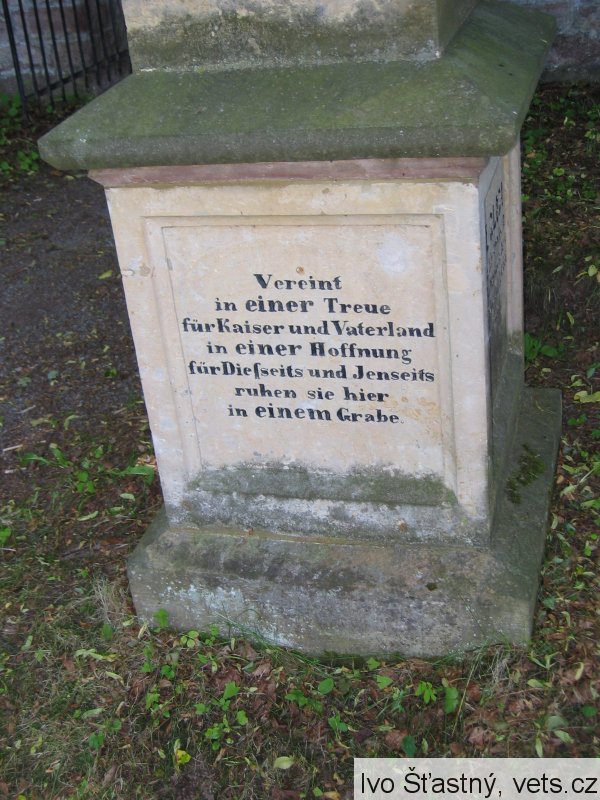 Vereint
in einer Treue
für Kaiser und Vaterland
in einer Hoffnung
für Dieſseits und Jenseits
ruhen sie hier
in einem Grabe.
Ivo Šťastný, vets.cz